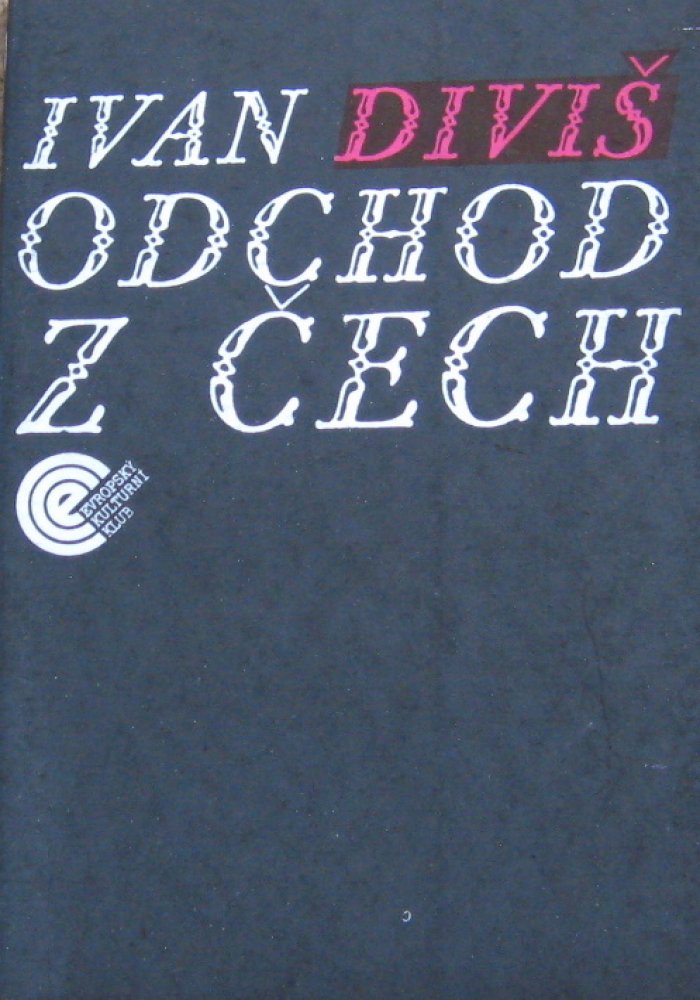 IVAN DIVIŠ
ODCHOD
Z ČECH
e
EVROPSKÝ
KULTURNÍ
KLUB